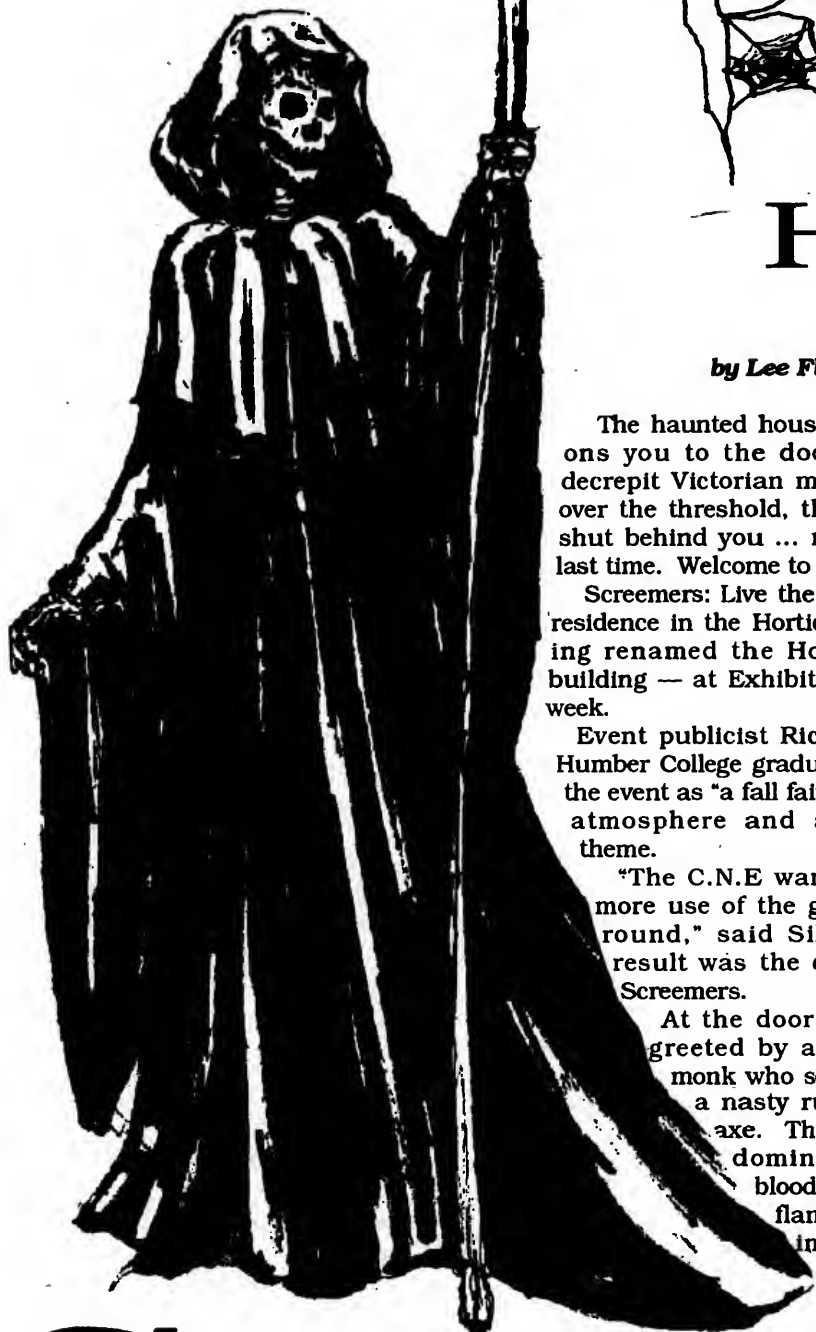 H
by Lee Fi
The haunted hous
ons you to the doo
decrepit Victorian m
over the threshold, th
shut behind you ... n
last time. Welcome to
Screemers: Live the
residence in the Hortic
ing renamed the Ho
building — at Exhibit
week.
Event publicist Ric
Humber College gradu
the event as "a fall fai
atmosphere and a
theme.
"The C.N.E wan
more use of the g
round," said Sil
result was the c
Screemers.
At the door
greeted by a
monk who s
a nasty ru
axe. Th
domin
blood
flan
in